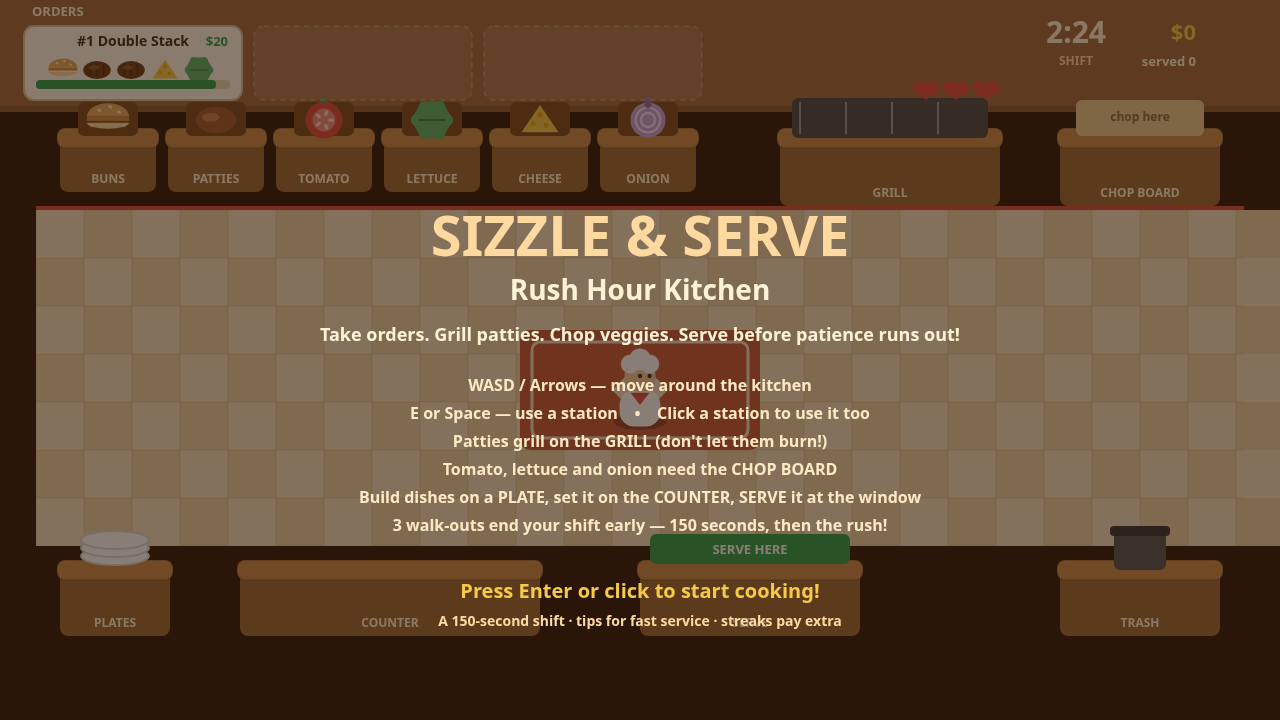 ORDERS
#1 Double Stack $20
2:24
SHIFT
$0
served 0
chop here
BUNS
PATTIES
TOMATO
LETTUCE
CHEESE
ONION
GRILL
CHOP BOARD
SIZZLE & SERVE
Rush Hour Kitchen
Take orders. Grill patties. Chop veggies. Serve before patience runs out!
WASD / Arrows — move around the kitchen
E or Space — use a station • Click a station to use it too
Patties grill on the GRILL (don't let them burn!)
Tomato, lettuce and onion need the CHOP BOARD
Build dishes on a PLATE, set it on the COUNTER, SERVE it at the window
3 walk-outs end your shift early — 150 seconds, then the rush!
SERVE HERE
Press Enter or click to start cooking!
A 150-second shift · tips for fast service · streaks pay extra
PLATES
COUNTER
TRASH